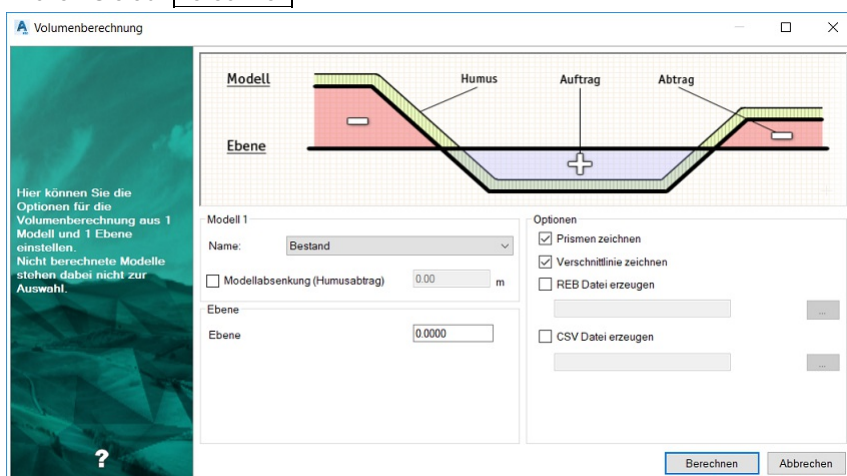 Volumenberechnung
Hier können Sie die
Optionen für die
Volumenberechnung aus 1
Modell und 1 Ebene
einstellen.
Nicht berechnete Modelle
stehen dabei nicht zur
Auswahl.
?
Modell
Humus
Auftrag
Abtrag
Ebene
Modell 1
Name:
Bestand
Modellabsenkung (Humusabtrag)
0.00
m
Ebene
Ebene
0.0000
Optionen
Prismen zeichnen
Verschnittlinie zeichnen
REB Datei erzeugen
...
CSV Datei erzeugen
...
Berechnen
Abbrechen